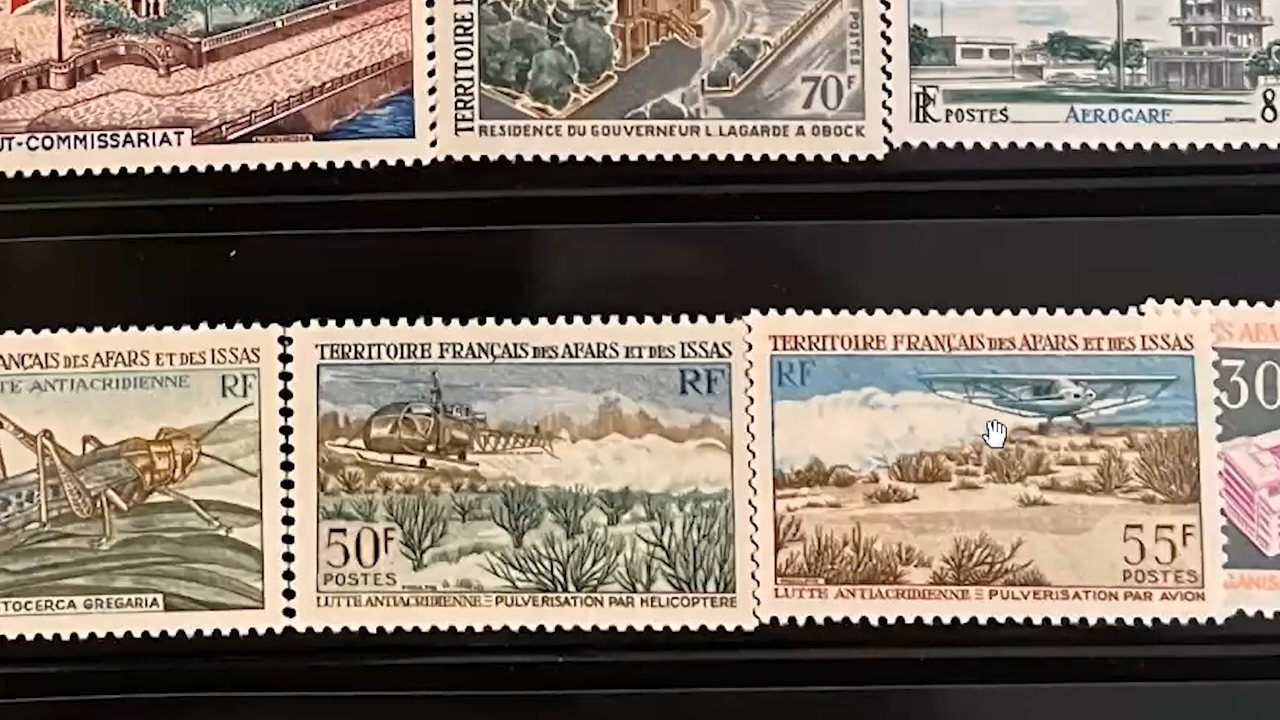 UT-COMMISSARIAT
TERRITOIRE
70F
POSTES
RESIDENCE DU GOUVERNEUR L. LAGARDE A OBOCK
RF POSTES AEROGARE 8
ANÇAIS DES AFARS ET DES ISSAS
TE ANTIACRIDIENNE RF
TOCERCA GREGARIA
TERRITOIRE FRANÇAIS DES AFARS ET DES ISSAS
RF
50F
POSTES
LUTTE ANTIACRIDIENNE = PULVERISATION PAR HELICOPTERE
TERRITOIRE FRANÇAIS DES AFARS ET DES ISSAS
RF
55F
POSTES
LUTTE ANTIACRIDIENNE = PULVERISATION PAR AVION
30